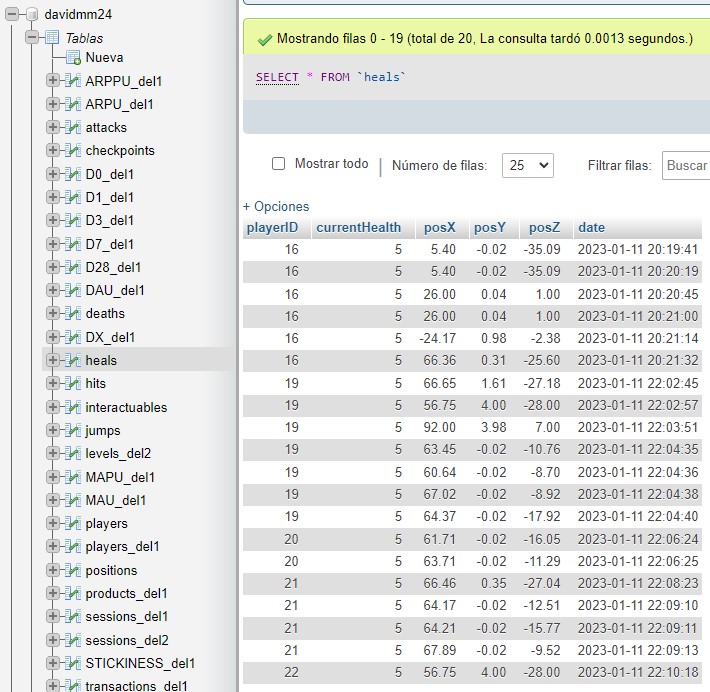 davidmm24
Tablas
Nueva
ARPPU_del1
ARPU_del1
attacks
checkpoints
D0_del1
D1_del1
D3_del1
D7_del1
D28_del1
DAU_del1
deaths
DX_del1
heals
hits
interactuables
jumps
levels_del2
MAPU_del1
MAU_del1
players
players_del1
positions
products_del1
sessions_del1
sessions_del2
STICKINESS_del1
transactions_del1
Mostrando filas 0 - 19 (total de 20, La consulta tardó 0.0013 segundos.)
SELECT * FROM `heals`
Mostrar todo | Número de filas: 25 Filtrar filas: Buscar
+ Opciones
playerID currentHealth posX posY posZ date
16 5 5.40 -0.02 -35.09 2023-01-11 20:19:41
16 5 5.40 -0.02 -35.09 2023-01-11 20:20:19
16 5 26.00 0.04 1.00 2023-01-11 20:20:45
16 5 26.00 0.04 1.00 2023-01-11 20:21:00
16 5 -24.17 0.98 -2.38 2023-01-11 20:21:14
16 5 66.36 0.31 -25.60 2023-01-11 20:21:32
19 5 66.65 1.61 -27.18 2023-01-11 22:02:45
19 5 56.75 4.00 -28.00 2023-01-11 22:02:57
19 5 92.00 3.98 7.00 2023-01-11 22:03:51
19 5 63.45 -0.02 -10.76 2023-01-11 22:04:35
19 5 60.64 -0.02 -8.70 2023-01-11 22:04:36
19 5 67.02 -0.02 -8.92 2023-01-11 22:04:38
19 5 64.37 -0.02 -17.92 2023-01-11 22:04:40
20 5 61.71 -0.02 -16.05 2023-01-11 22:06:24
20 5 63.71 -0.02 -11.29 2023-01-11 22:06:25
21 5 66.46 0.35 -27.04 2023-01-11 22:08:23
21 5 64.17 -0.02 -12.51 2023-01-11 22:09:10
21 5 64.21 -0.02 -15.77 2023-01-11 22:09:11
21 5 67.89 -0.02 -9.52 2023-01-11 22:09:13
22 5 56.75 4.00 -28.00 2023-01-11 22:10:18